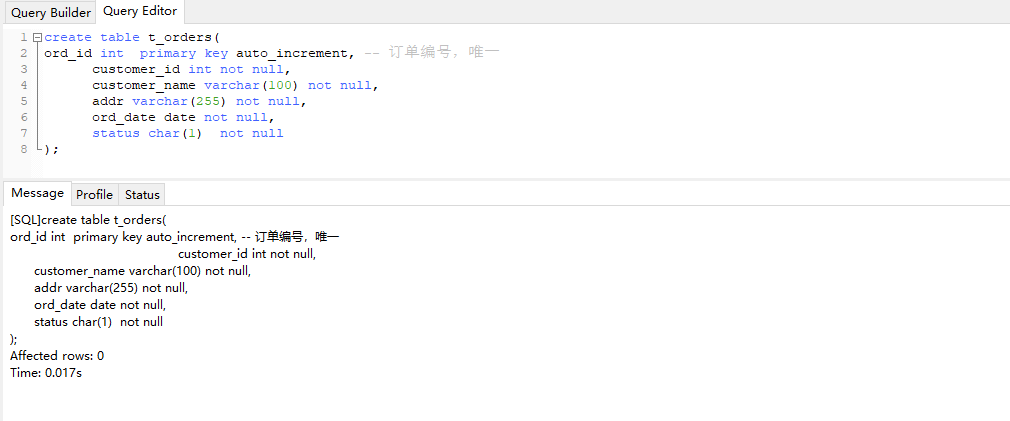 Query Builder Query Editor
1 create table t_orders(
2 ord_id int  primary key auto_increment, -- 订单编号，唯一
3 customer_id int not null,
4 customer_name varchar(100) not null,
5 addr varchar(255) not null,
6 ord_date date not null,
7 status char(1)  not null
8 );
Message Profile Status
[SQL]create table t_orders(
ord_id int  primary key auto_increment, -- 订单编号，唯一
customer_id int not null,
customer_name varchar(100) not null,
addr varchar(255) not null,
ord_date date not null,
status char(1)  not null
);
Affected rows: 0
Time: 0.017s